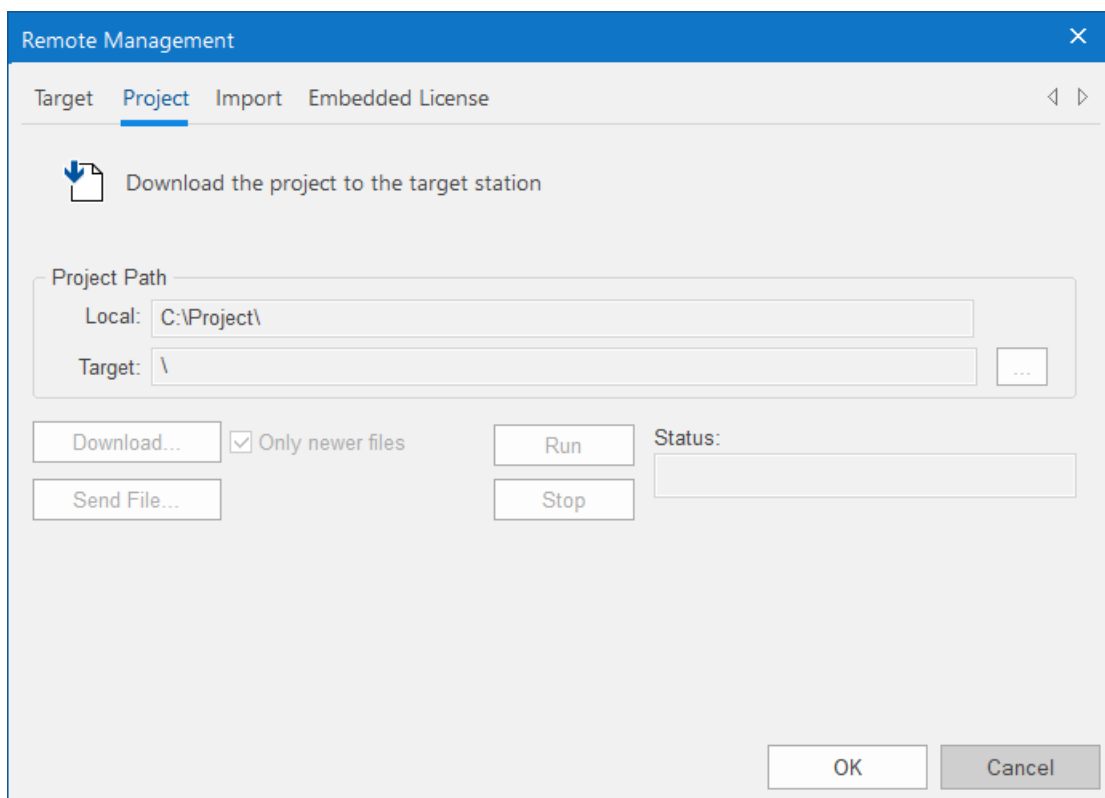 Remote Management
Target Project Import Embedded License
Download the project to the target station
Project Path
Local: C:\Project\
Target: \ ...
Download... Only newer files Run Status:
Send File... Stop
OK Cancel